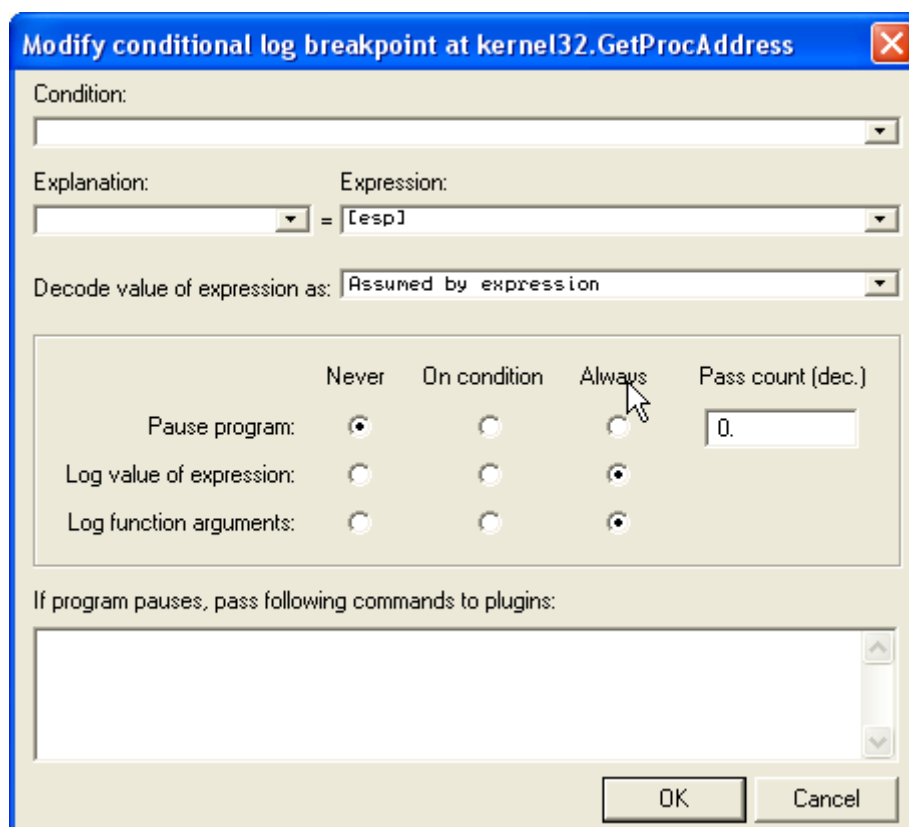 Modify conditional log breakpoint at kernel32.GetProcAddress
Condition:
Explanation: Expression:
= [esp]
Decode value of expression as: Assumed by expression
Never On condition Always Pass count (dec.)
Pause program: 0.
Log value of expression:
Log function arguments:
If program pauses, pass following commands to plugins:
OK Cancel